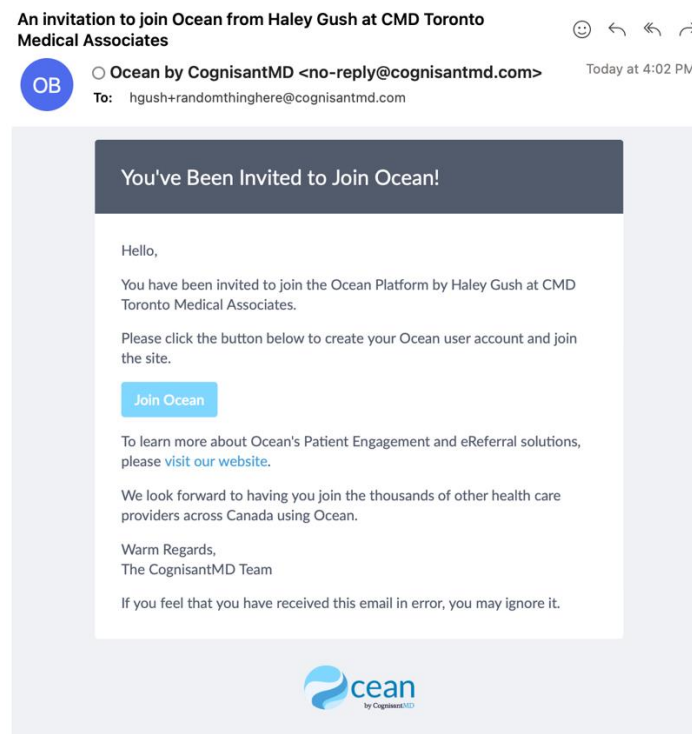 An invitation to join Ocean from Haley Gush at CMD Toronto
Medical Associates
OB
Ocean by CognisantMD <no-reply@cognisantmd.com>
Today at 4:02 PM
To: hgush+randomthinghere@cognisantmd.com
You've Been Invited to Join Ocean!
Hello,
You have been invited to join the Ocean Platform by Haley Gush at CMD
Toronto Medical Associates.
Please click the button below to create your Ocean user account and join
the site.
Join Ocean
To learn more about Ocean's Patient Engagement and eReferral solutions,
please visit our website.
We look forward to having you join the thousands of other health care
providers across Canada using Ocean.
Warm Regards,
The CognisantMD Team
If you feel that you have received this email in error, you may ignore it.
cean
by CognisantMD